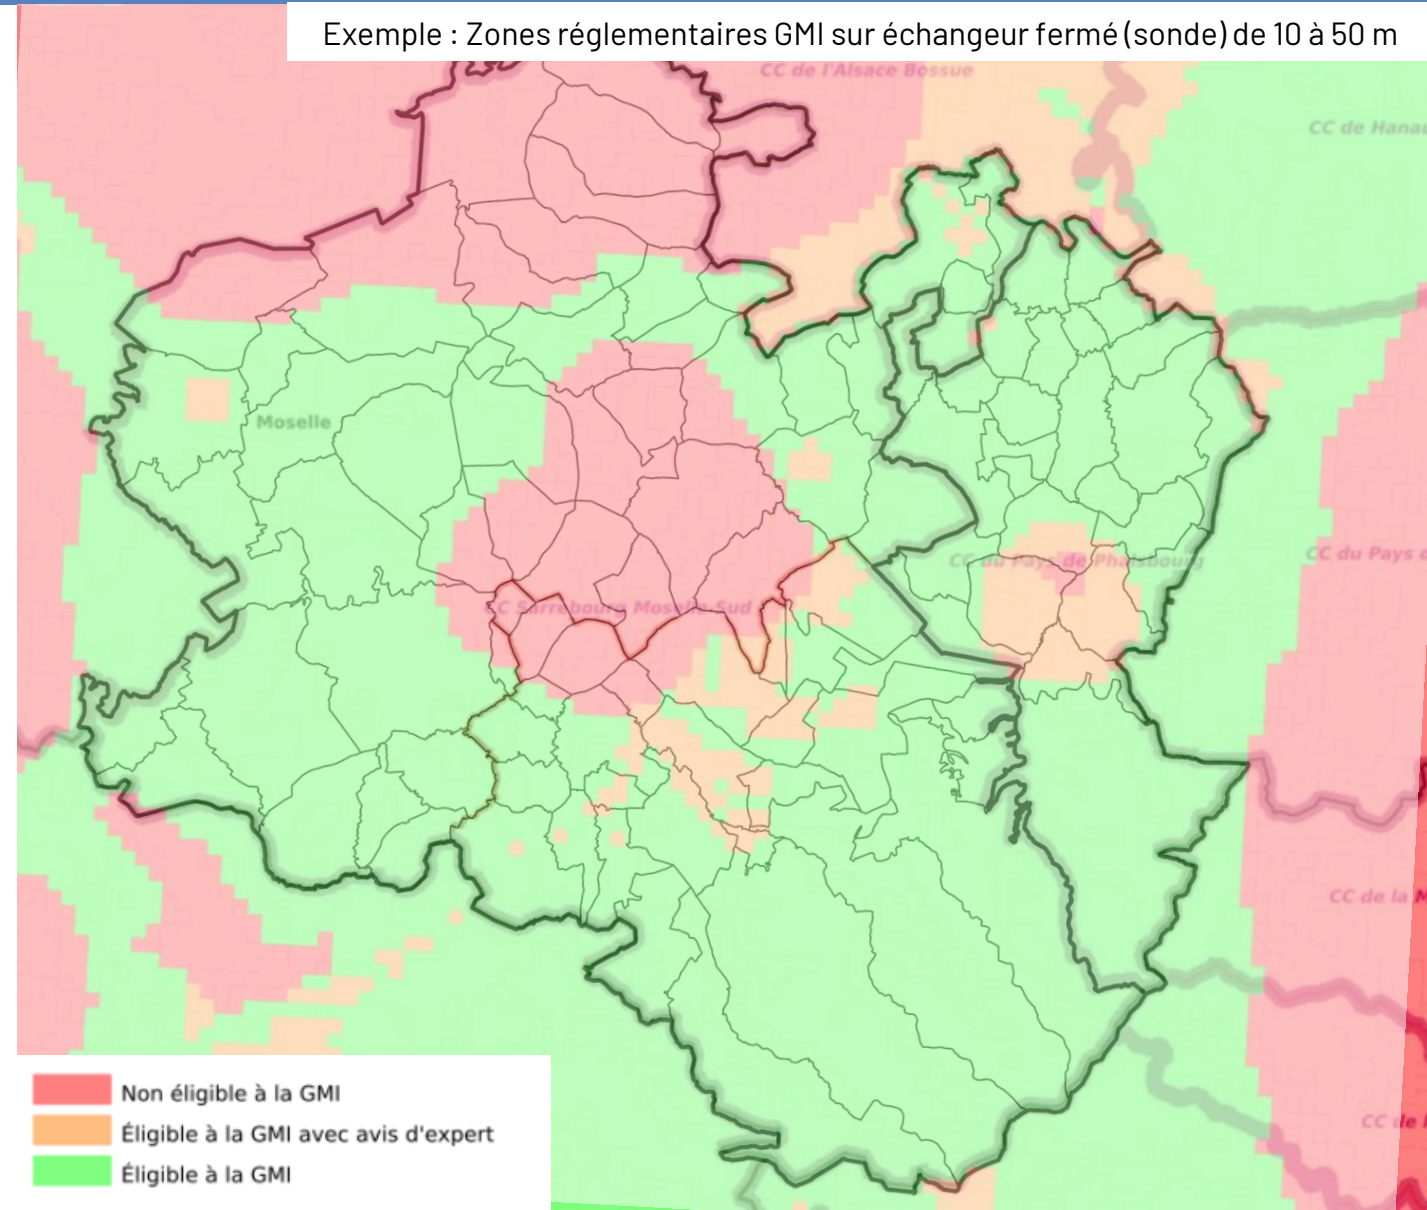 Exemple : Zones réglementaires GMI sur échangeur fermé (sonde) de 10 à 50 m
CC de l'Alsace Bossue
CC de Hanau
Moselle
CC du Pays de Phalsbourg
CC du Pays d
CC Sarrebourg Moselle Sud
CC de la M
CC de
Non éligible à la GMI
Éligible à la GMI avec avis d'expert
Éligible à la GMI